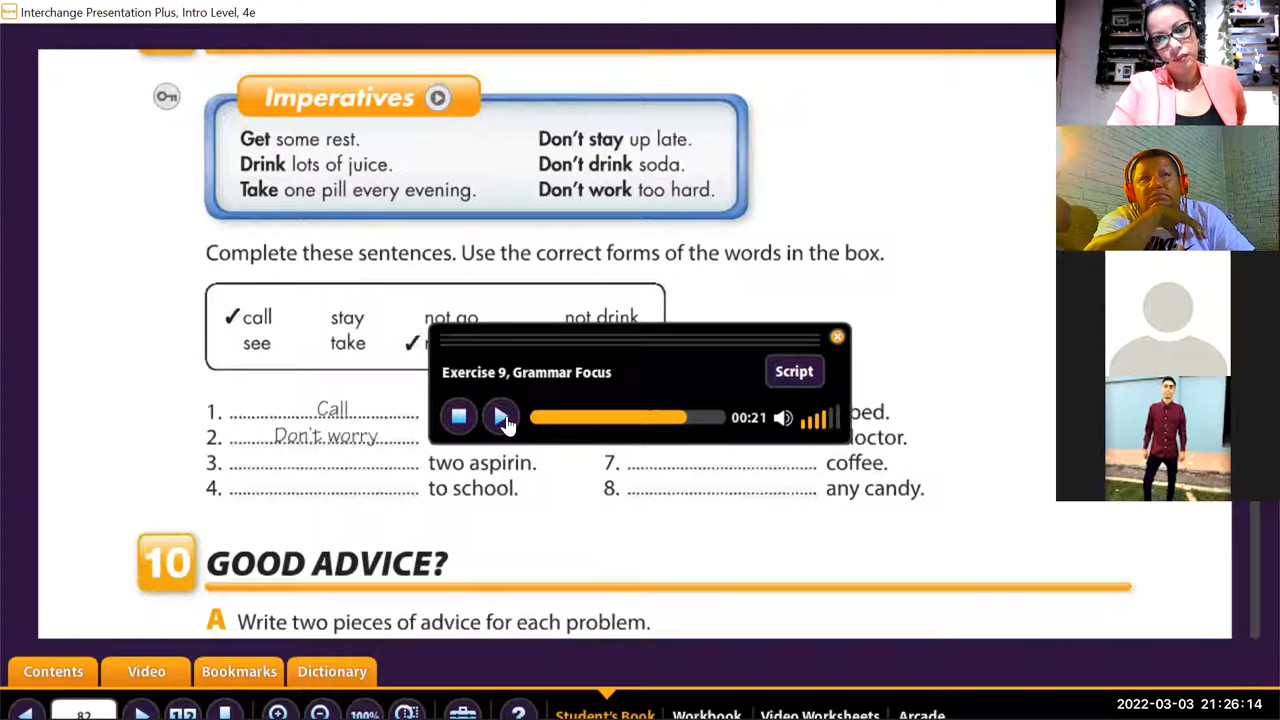 Interchange Presentation Plus, Intro Level, 4e
Imperatives
Get some rest. Don't stay up late.
Drink lots of juice. Don't drink soda.
Take one pill every evening. Don't work too hard.
Complete these sentences. Use the correct forms of the words in the box.
✓ call stay not go not drink
see take ✓
Exercise 9, Grammar Focus Script
00:21
1. Call bed.
2. Don't worry doctor.
3. two aspirin. 7. coffee.
4. to school. 8. any candy.
10 GOOD ADVICE?
A Write two pieces of advice for each problem.
Contents Video Bookmarks Dictionary
82 100% ? Student's Book Workbook Video Worksheets Arcade
2022-03-03 21:26:14